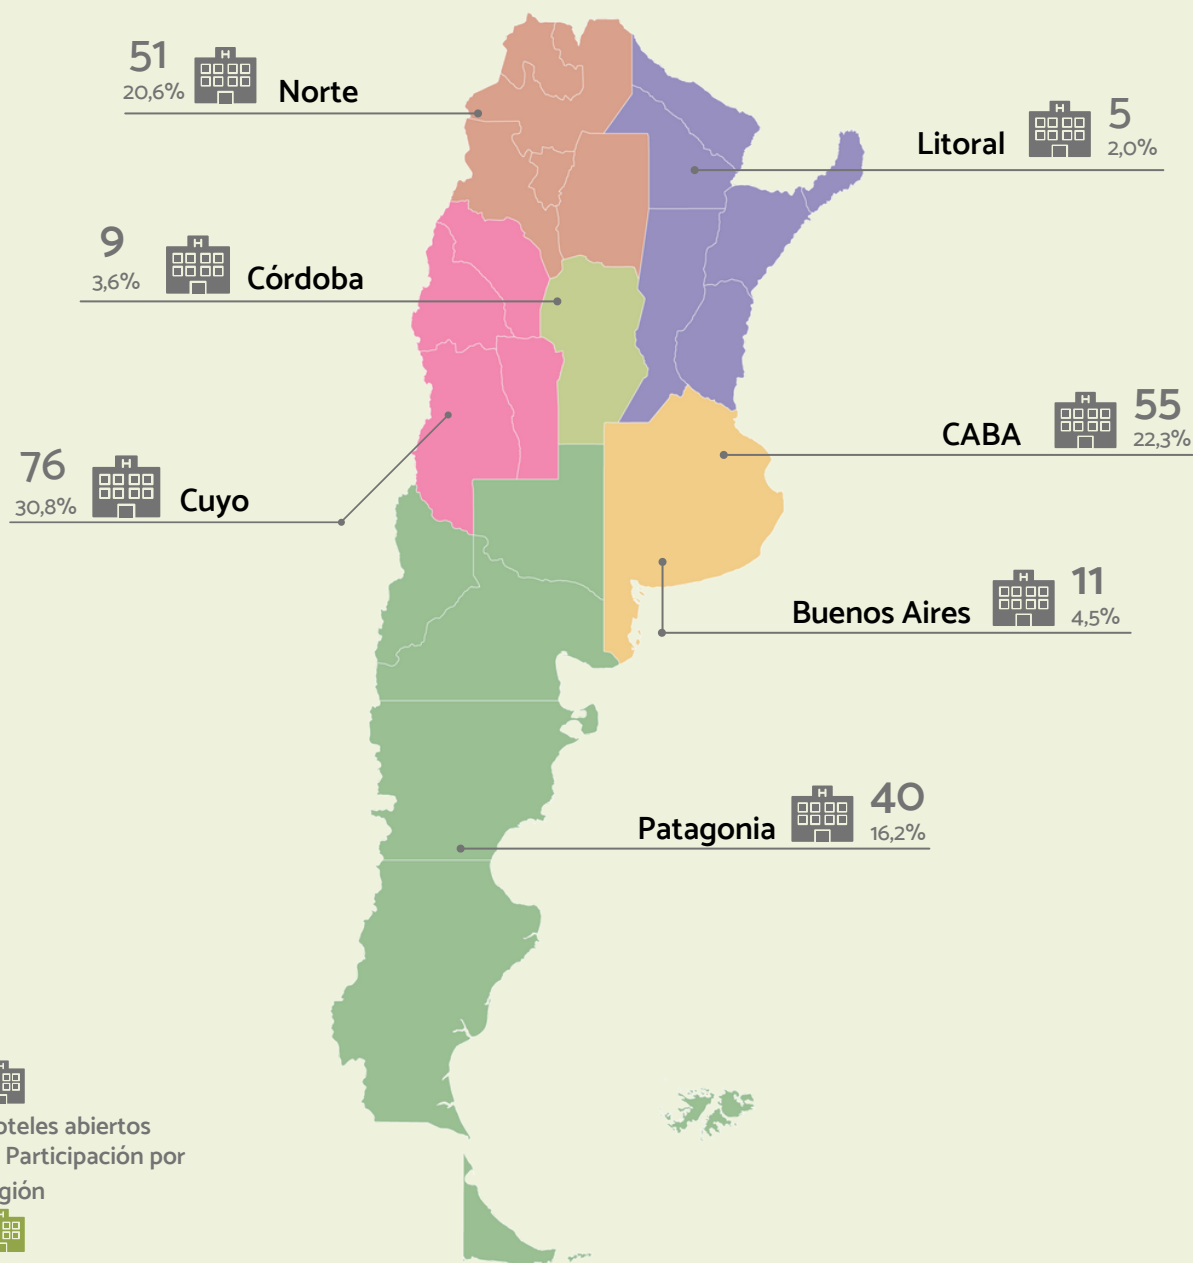 51
20,6%
Norte
Litoral
5
2,0%
9
3,6%
Córdoba
CABA
55
22,3%
76
30,8%
Cuyo
Buenos Aires
11
4,5%
Patagonia
40
16,2%
oteles abiertos
Participación por
gión